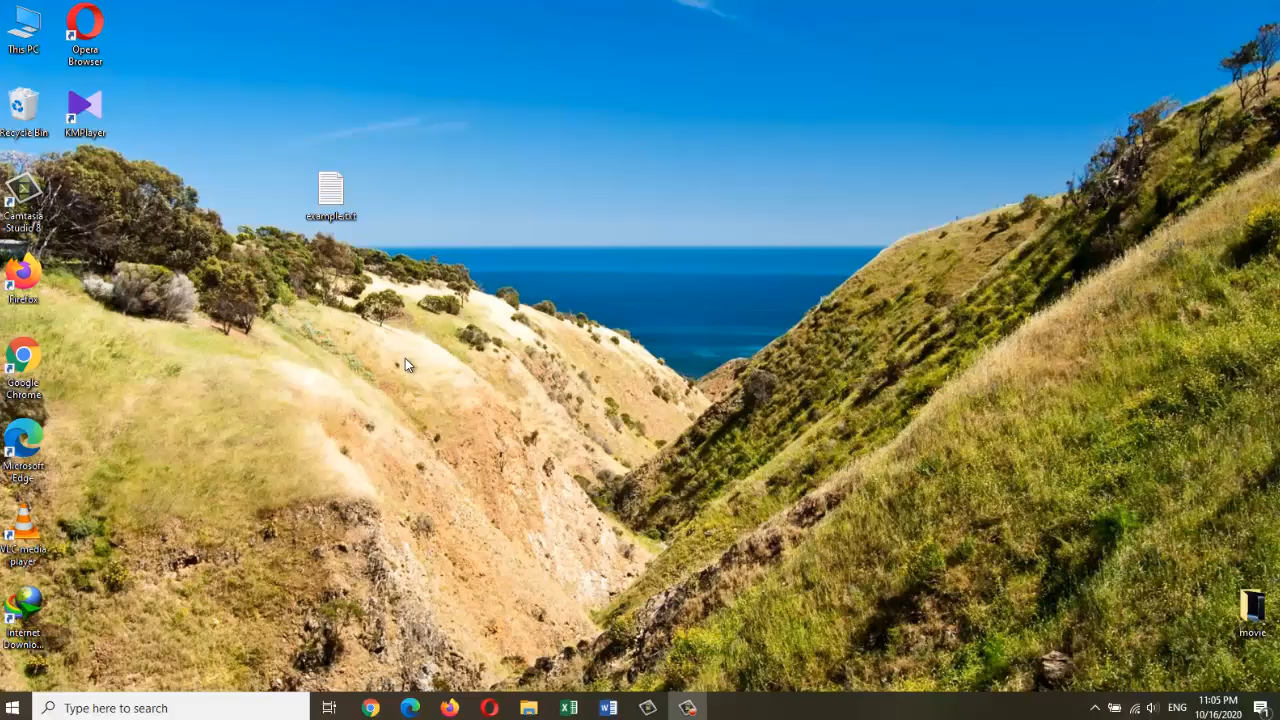 This PC
Opera
Browser
Recycle Bin
KMPlayer
example.txt
Camtasia
Studio 8
Firefox
Google
Chrome
Microsoft
Edge
VLC media
player
Internet
Downlo...
movie
Type here to search
ENG
11:05 PM
10/16/2020
1